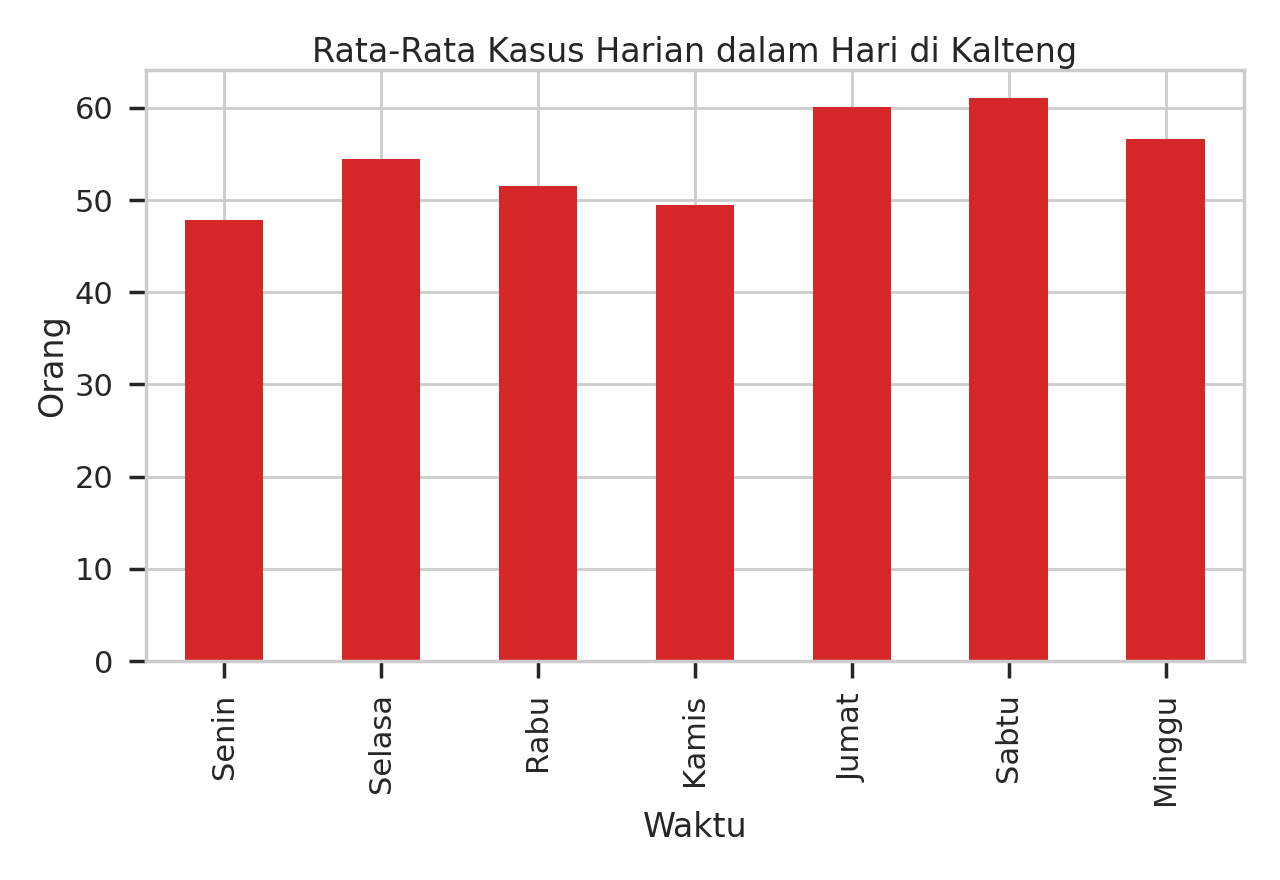 Rata-Rata Kasus Harian dalam Hari di Kalteng
60
50
40
30
20
10
0
Orang
Senin
Selasa
Rabu
Kamis
Jumat
Sabtu
Minggu
Waktu